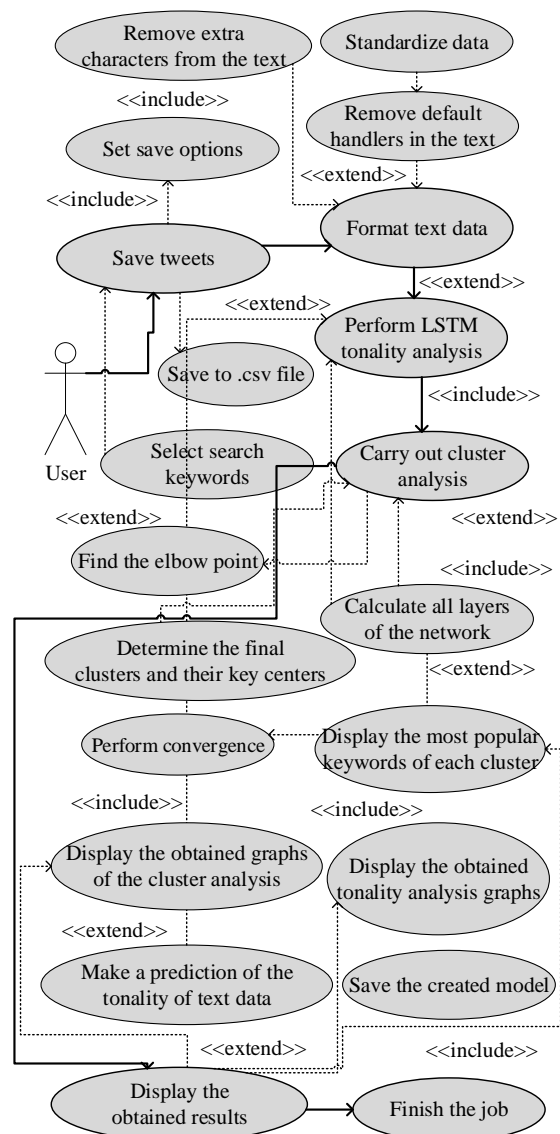 Remove extra
characters from the text
Standardize data
<<include>>
Remove default
handlers in the text
Set save options
<<extend>>
<<include>>
Format text data
Save tweets
<<extend>>
<<extend>>
Perform LSTM
tonality analysis
Save to .csv file
<<include>>
User
Select search
keywords
Carry out cluster
analysis
<<extend>>
<<extend>>
Find the elbow point
<<include>>
Calculate all layers
of the network
Determine the final
clusters and their key centers
<<extend>>
Perform convergence
Display the most popular
keywords of each cluster
<<include>>
<<include>>
Display the obtained graphs
of the cluster analysis
Display the obtained
tonality analysis graphs
<<extend>>
Make a prediction of the
tonality of text data
Save the created model
<<extend>>
<<include>>
Display the
obtained results
Finish the job